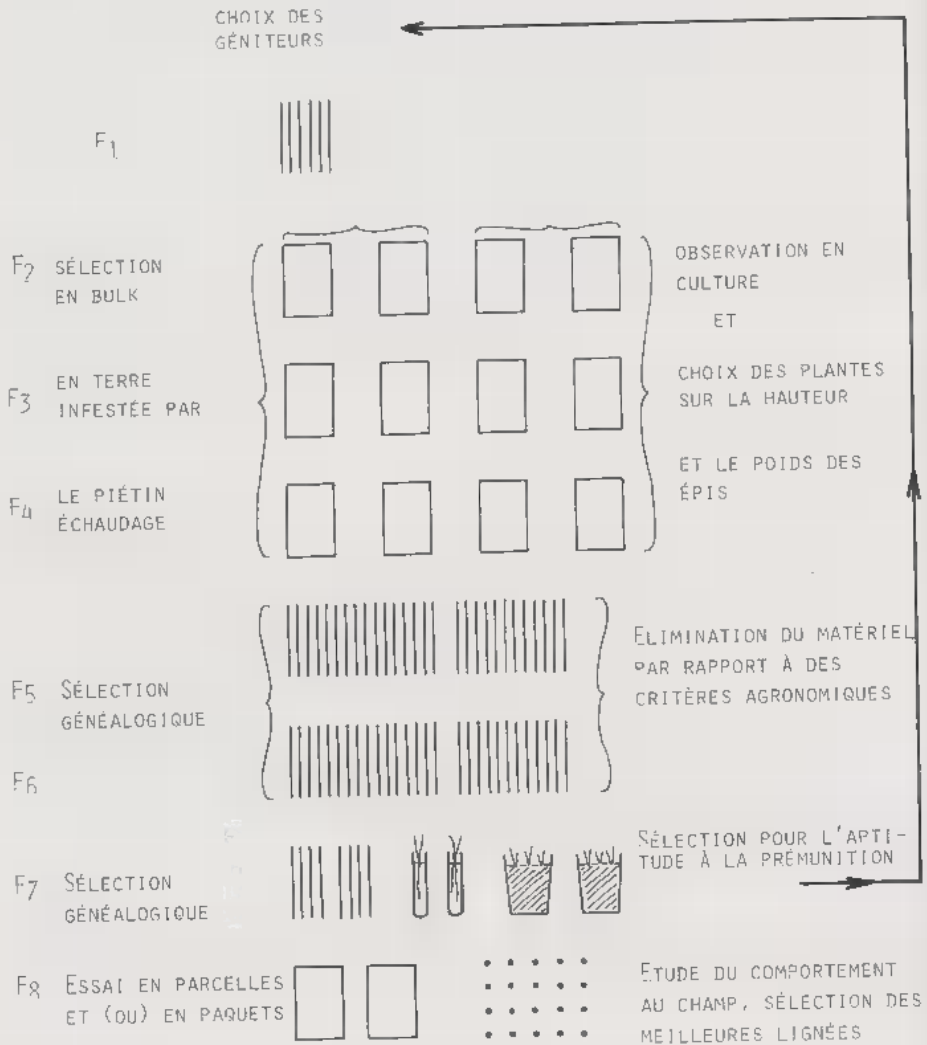 CHOIX DES
GÉNITEURS
F1
F2 SÉLECTION
EN BULK
OBSERVATION EN
CULTURE
ET
F3 EN TERRE
INFESTÉE PAR
CHOIX DES PLANTES
SUR LA HAUTEUR
F4 LE PIÉTIN
ÉCHAUDAGE
ET LE POIDS DES
ÉPIS
F5 SÉLECTION
GÉNÉALOGIQUE
ELIMINATION DU MATÉRIEL
PAR RAPPORT À DES
CRITÈRES AGRONOMIQUES
F6
F7 SÉLECTION
GÉNÉALOGIQUE
SÉLECTION POUR L'APTI-
TUDE À LA PRÉMUNITION
F8 ESSAI EN PARCELLES
ET (OU) EN PAQUETS
ETUDE DU COMPORTEMENT
AU CHAMP, SÉLECTION DES
MEILLEURES LIGNÉES